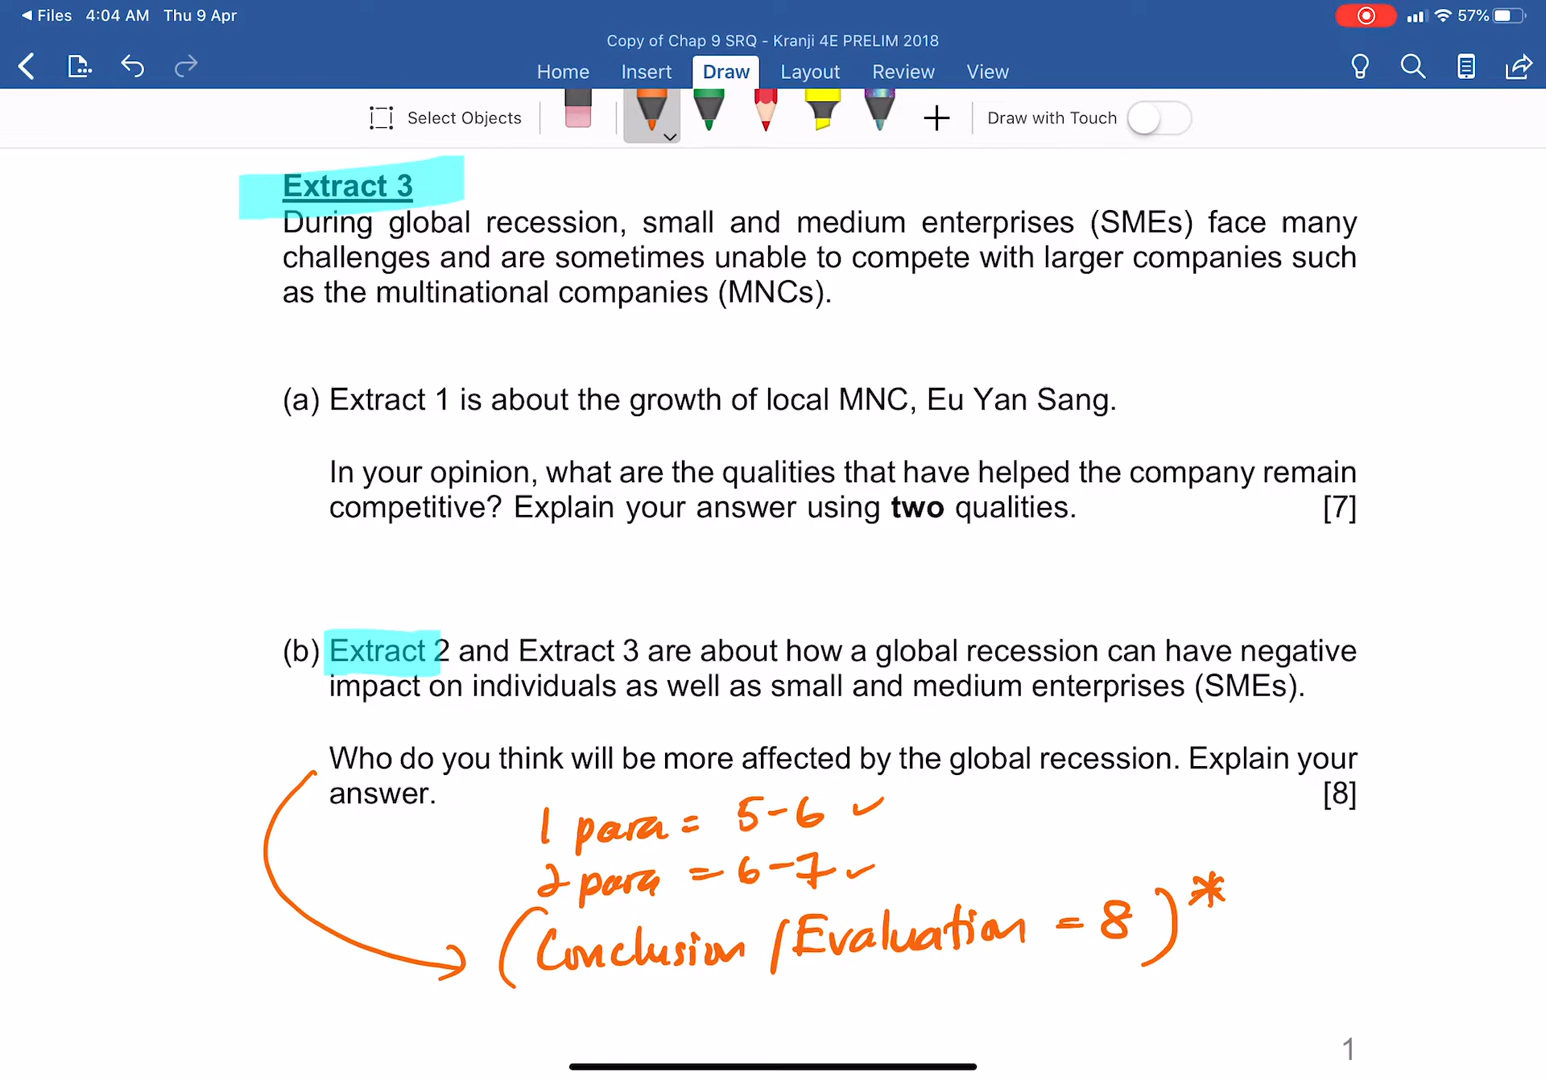 Files 4:04 AM Thu 9 Apr 57%
Copy of Chap 9 SRQ - Kranji 4E PRELIM 2018
Home Insert Draw Layout Review View
Select Objects Draw with Touch
Extract 3
During global recession, small and medium enterprises (SMEs) face many
challenges and are sometimes unable to compete with larger companies such
as the multinational companies (MNCs).
(a) Extract 1 is about the growth of local MNC, Eu Yan Sang.
In your opinion, what are the qualities that have helped the company remain
competitive? Explain your answer using two qualities. [7]
(b) Extract 2 and Extract 3 are about how a global recession can have negative
impact on individuals as well as small and medium enterprises (SMEs).
Who do you think will be more affected by the global recession. Explain your
answer. [8]
1 para = 5-6 ✓
2 para = 6-7 ✓
(Conclusion / Evaluation = 8)*
1